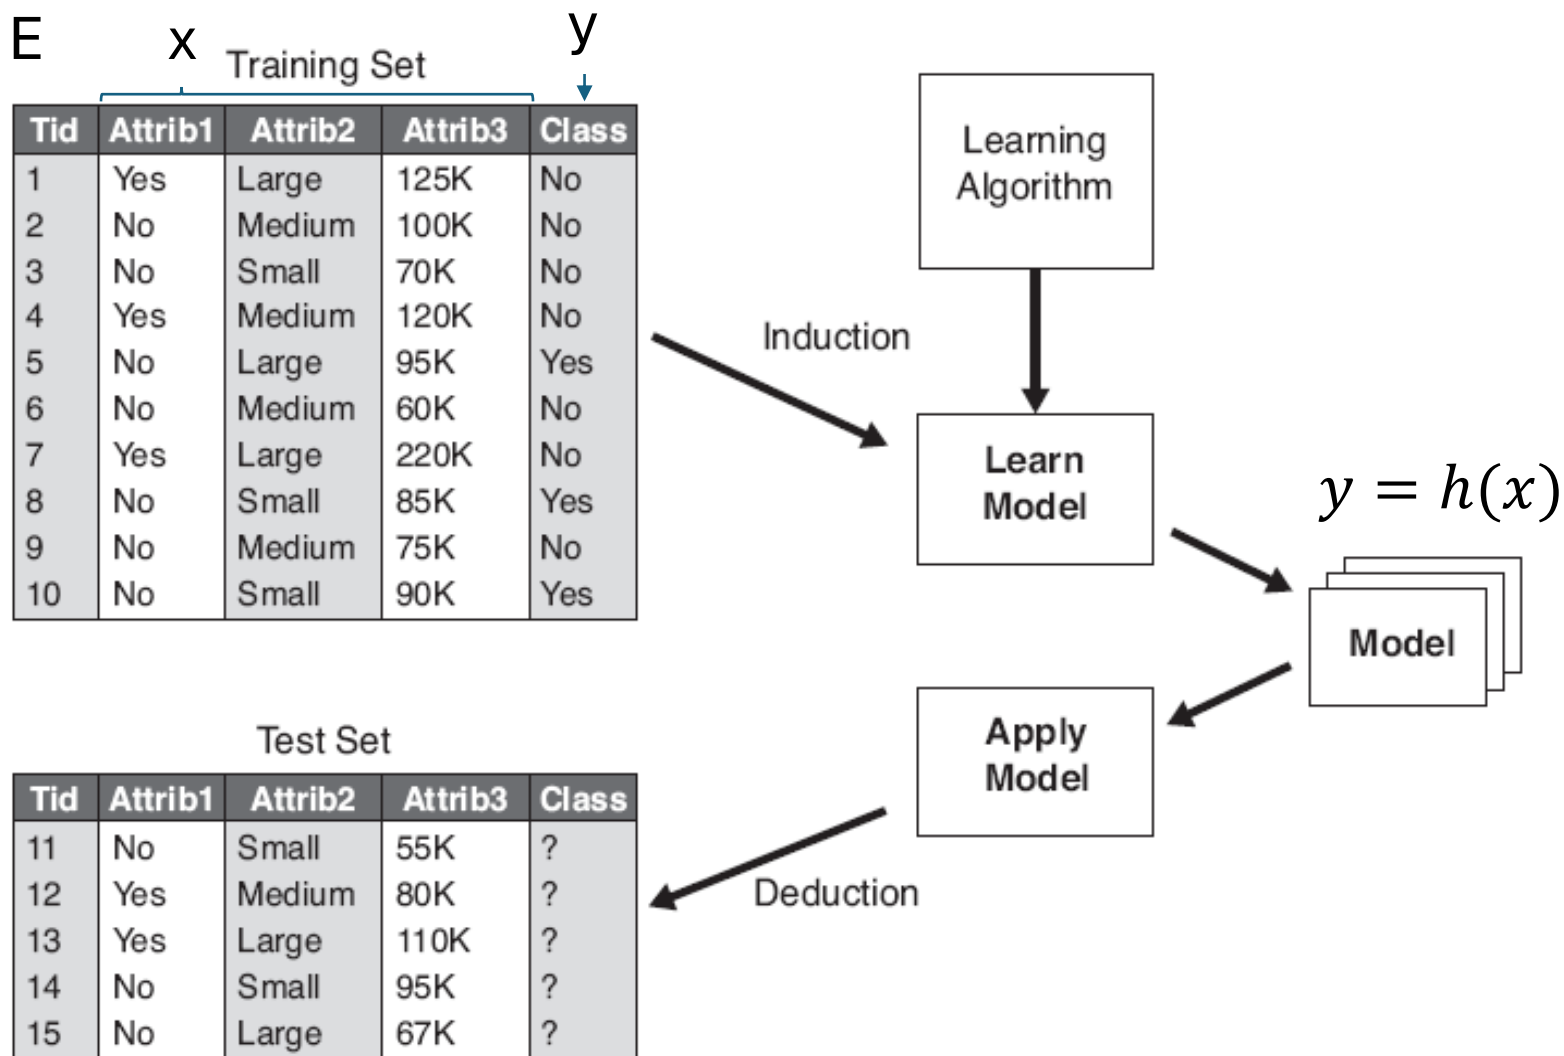 E
x
y
Training Set
Tid Attrib1 Attrib2 Attrib3 Class
1 Yes Large 125K No
2 No Medium 100K No
3 No Small 70K No
4 Yes Medium 120K No
5 No Large 95K Yes
6 No Medium 60K No
7 Yes Large 220K No
8 No Small 85K Yes
9 No Medium 75K No
10 No Small 90K Yes
Learning
Algorithm
Induction
Learn
Model
y = h(x)
Model
Apply
Model
Deduction
Test Set
Tid Attrib1 Attrib2 Attrib3 Class
11 No Small 55K ?
12 Yes Medium 80K ?
13 Yes Large 110K ?
14 No Small 95K ?
15 No Large 67K ?